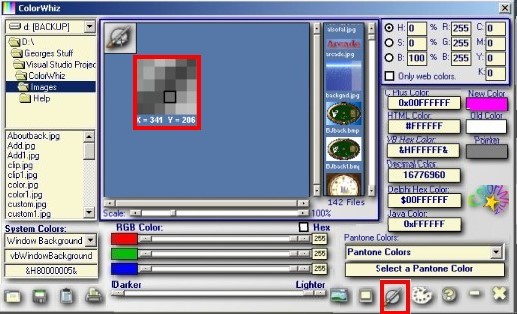 ColorWhiz
d: [BACKUP]
D:\
Georges Stuff
Visual Studio Projec
ColorWhiz
Images
Help
Aboutback.jpg
Add.jpg
Add1.jpg
clip.jpg
clip1.jpg
color.jpg
color1.jpg
custom.jpg
custom1.jpg
System Colors:
Window Background
vbWindowBackground
&H80000005&
X = 341 Y = 206
Scale:
100%
Arcade
backgnd.jpg
BJback.bmp
BJback1.bmp
142 Files
RGB Color:
Hex
255
255
255
Darker
Lighter
H: 0 % R: 255 C: 0
S: 0 % G: 255 M: 0
B: 100 % B: 255 Y: 0
K: 0
Only web colors.
C Plus Color:
0x00FFFFFF
HTML Color:
#FFFFFF
VB Hex Color:
&HFFFFFF&
Decimal Color:
16776960
Delphi Hex Color:
$00FFFFFF
Java Color:
0xFFFFFF
New Color
Old Color
Pointer
Pantone Colors:
Pantone Colors
Select a Pantone Color